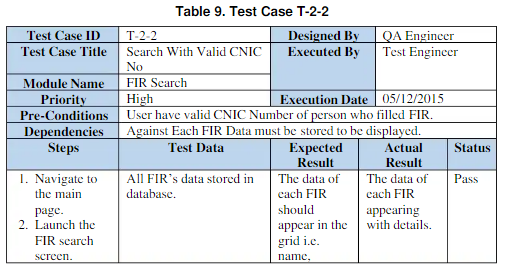 Table 9. Test Case T-2-2
Test Case ID T-2-2 Designed By QA Engineer
Test Case Title Search With Valid CNIC No Executed By Test Engineer
Module Name FIR Search
Priority High Execution Date 05/12/2015
Pre-Conditions User have valid CNIC Number of person who filled FIR.
Dependencies Against Each FIR Data must be stored to be displayed.
Steps Test Data Expected Result Actual Result Status
1. Navigate to
the main
page.
2. Launch the
FIR search
screen.
All FIR's data stored in
database.
The data of
each FIR
should
appear in the
grid i.e.
name,
The data of
each FIR
appearing
with details.
Pass